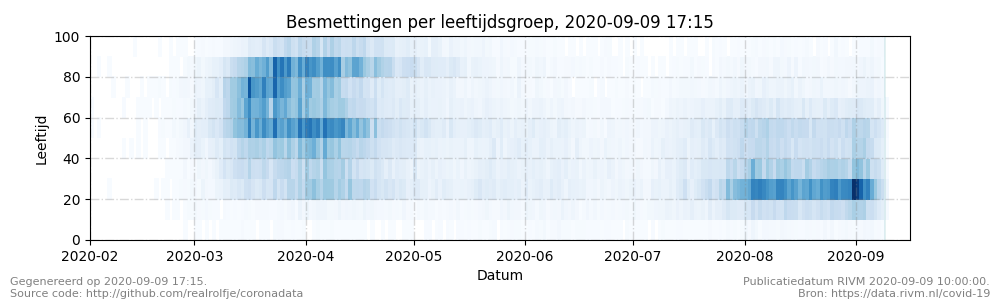 Besmettingen per leeftijdsgroep, 2020-09-09 17:15
100
80
60
40
20
0
Leeftijd
2020-02 2020-03 2020-04 2020-05 2020-06 2020-07 2020-08 2020-09
Datum
Gegenereerd op 2020-09-09 17:15.
Source code: http://github.com/realrolfje/coronadata
Publicatiedatum RIVM 2020-09-09 10:00:00.
Bron: https://data.rivm.nl/covid-19